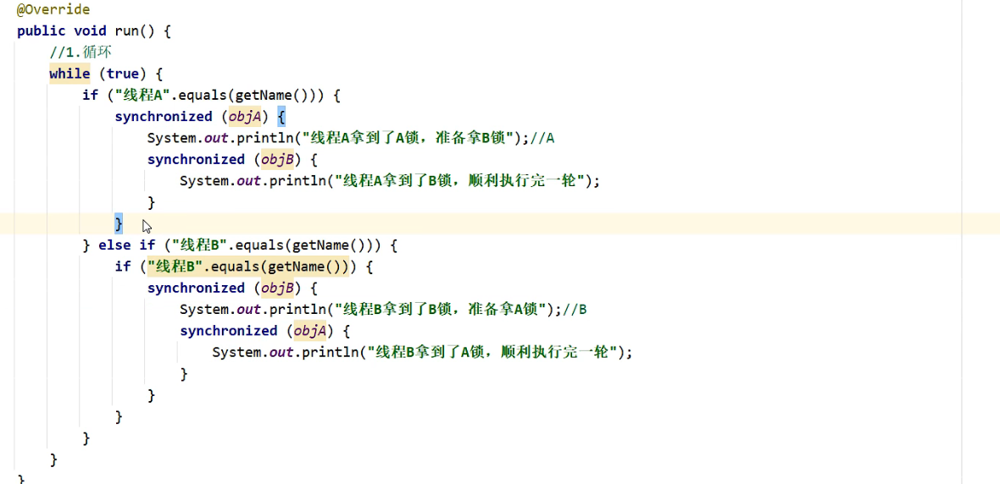 @Override
public void run() {
//1.循环
while (true) {
if ("线程A".equals(getName())) {
synchronized (objA) {
System.out.println("线程A拿到了A锁，准备拿B锁");//A
synchronized (objB) {
System.out.println("线程A拿到了B锁，顺利执行完一轮");
}
}
} else if ("线程B".equals(getName())) {
if ("线程B".equals(getName())) {
synchronized (objB) {
System.out.println("线程B拿到了B锁，准备拿A锁");//B
synchronized (objA) {
System.out.println("线程B拿到了A锁，顺利执行完一轮");
}
}
}
}
}
}